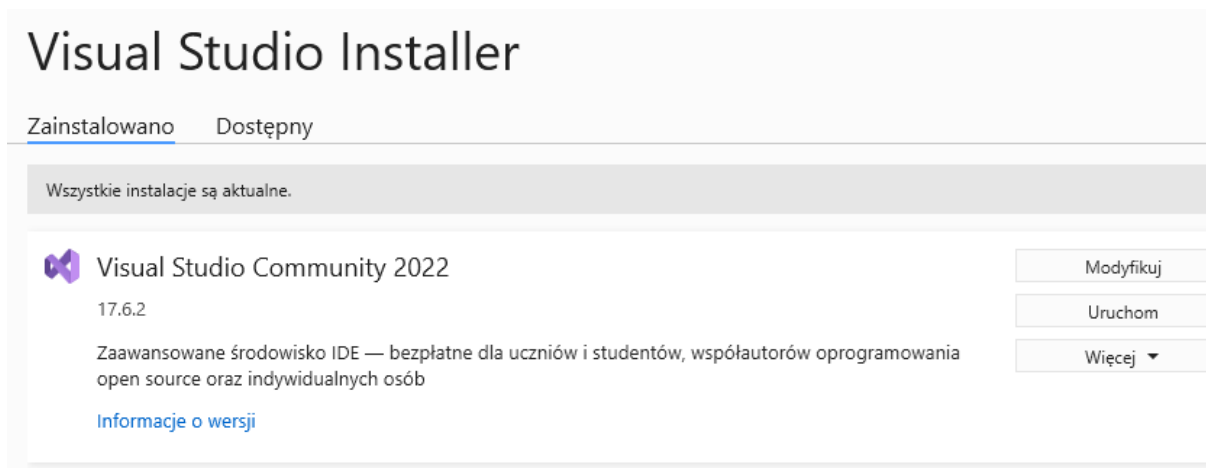 Visual Studio Installer
Zainstalowano Dostępny
Wszystkie instalacje są aktualne.
Visual Studio Community 2022
Modyfikuj
17.6.2
Uruchom
Zaawansowane środowisko IDE — bezpłatne dla uczniów i studentów, współautorów oprogramowania
open source oraz indywidualnych osób
Więcej
Informacje o wersji